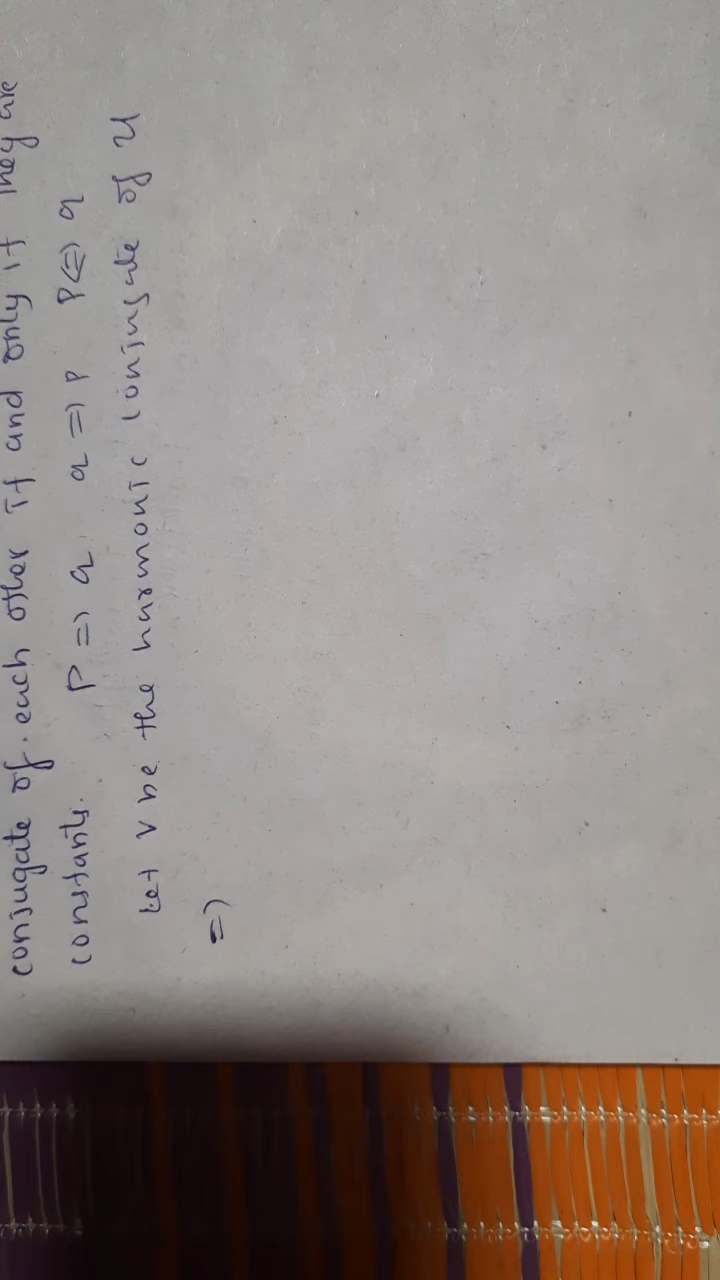 conjugate of each other if and only if they are
constants. P => q q => P P <=> q
Let v be the harmonic conjugate of u
=>